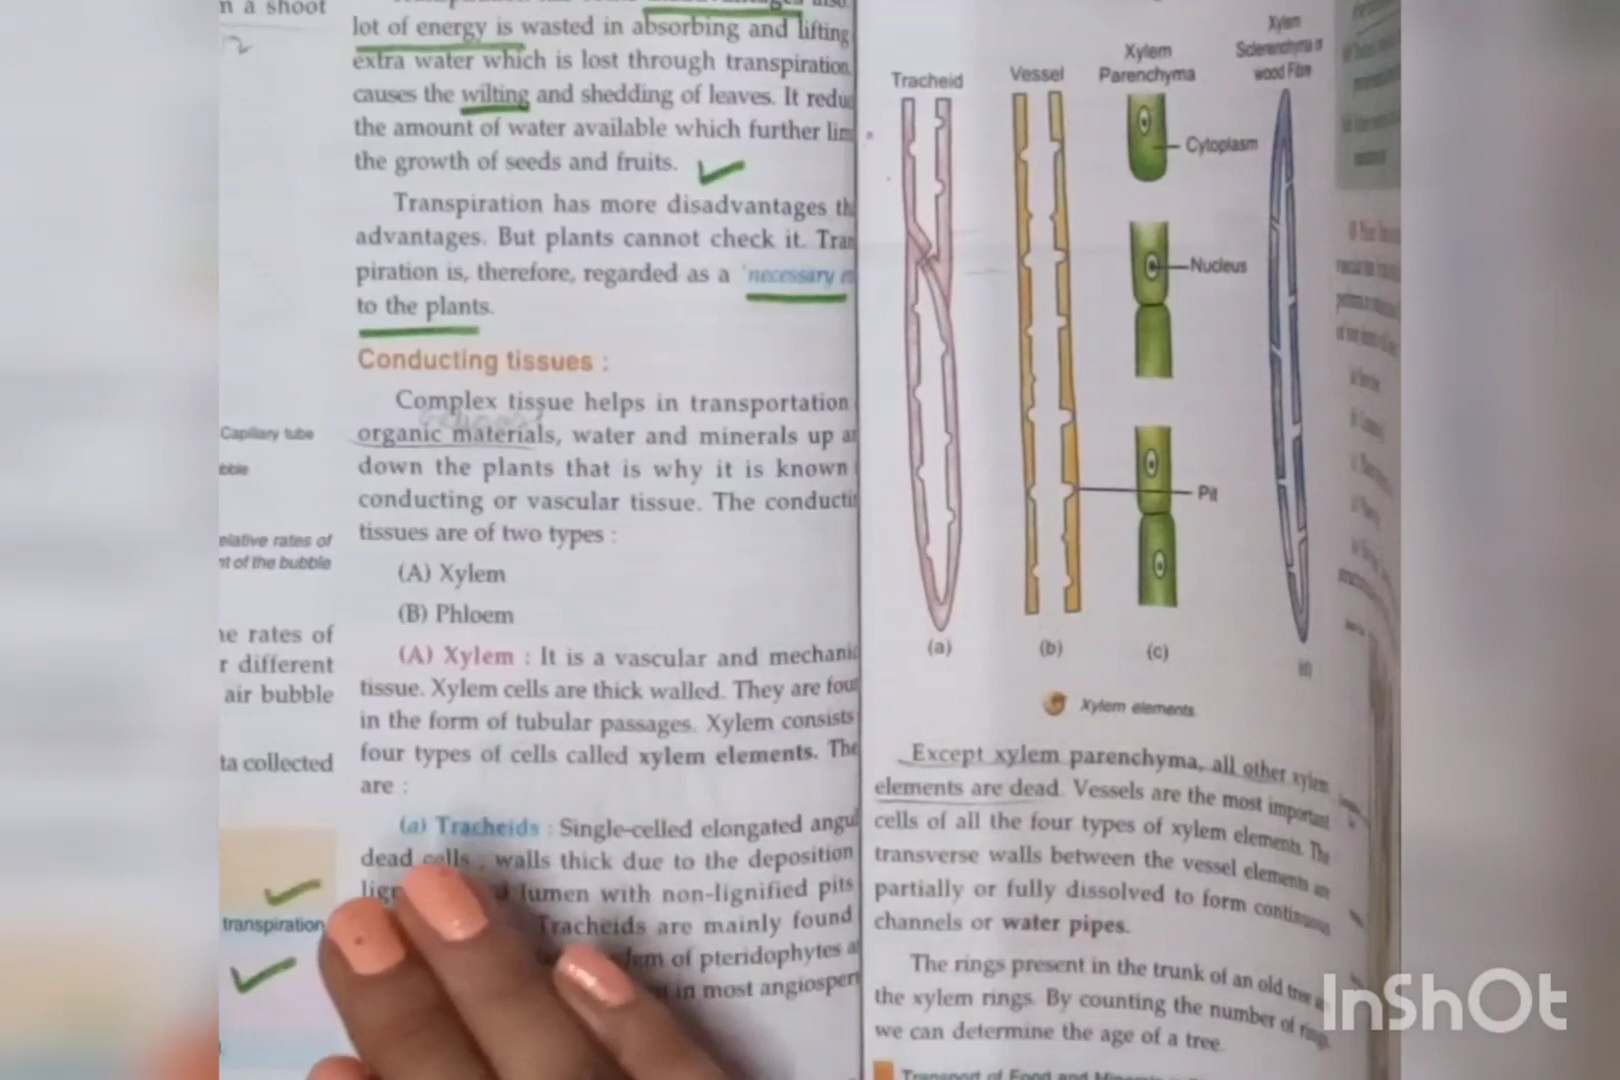 n a shoot
lot of energy is wasted in absorbing and lifting
extra water which is lost through transpiration
causes the wilting and shedding of leaves. It redu
the amount of water available which further lim
the growth of seeds and fruits.
Transpiration has more disadvantages th
advantages. But plants cannot check it. Tran
piration is, therefore, regarded as a 'necessary e
to the plants.
Conducting tissues :
Complex tissue helps in transportation
organic materials, water and minerals up a
down the plants that is why it is known
conducting or vascular tissue. The conducti
tissues are of two types :
(A) Xylem
(B) Phloem
(A) Xylem : It is a vascular and mechanic
tissue. Xylem cells are thick walled. They are fou
in the form of tubular passages. Xylem consists
four types of cells called xylem elements. The
are :
(a) Tracheids : Single-celled elongated angul
dead cells, walls thick due to the deposition
lumen with non-lignified pits
Tracheids are mainly found
of pteridophytes a
in most angiosperm
Capillary tube
bble
elative rates of
nt of the bubble
he rates of
r different
air bubble
ta collected
transpiration
Tracheid
Vessel
Xylem
Parenchyma
Xylem
Sclerenchyma or
wood Fibre
Cytoplasm
Nucleus
Pit
(a)
(b)
(c)
Xylem elements
Except xylem parenchyma, all other xylem
elements are dead. Vessels are the most important
cells of all the four types of xylem elements. The
transverse walls between the vessel elements are
partially or fully dissolved to form continuous
channels or water pipes.
The rings present in the trunk of an old tree
the xylem rings. By counting the number of rings
we can determine the age of a tree.
Transport of Food and
InShOt